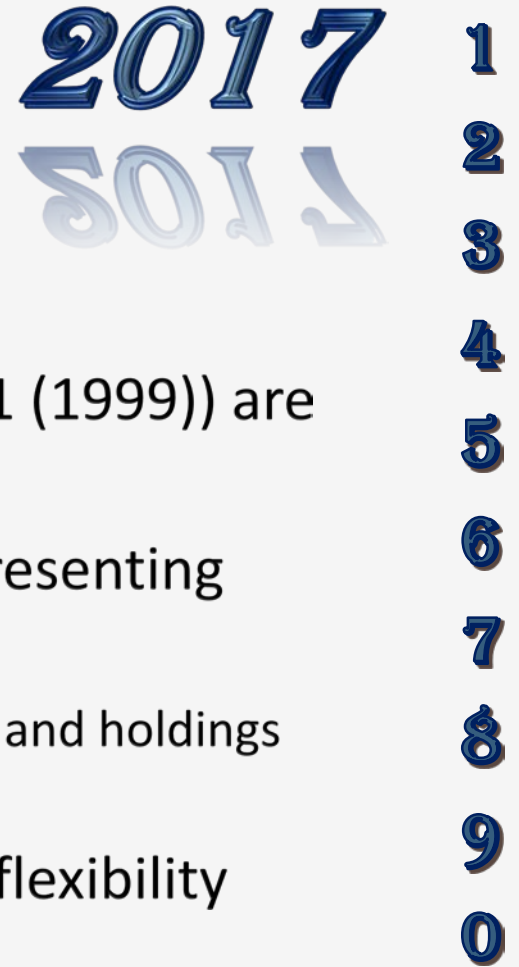 2017
1 (1999)) are
resenting
and holdings
flexibility
1
2
3
4
5
6
7
8
9
0